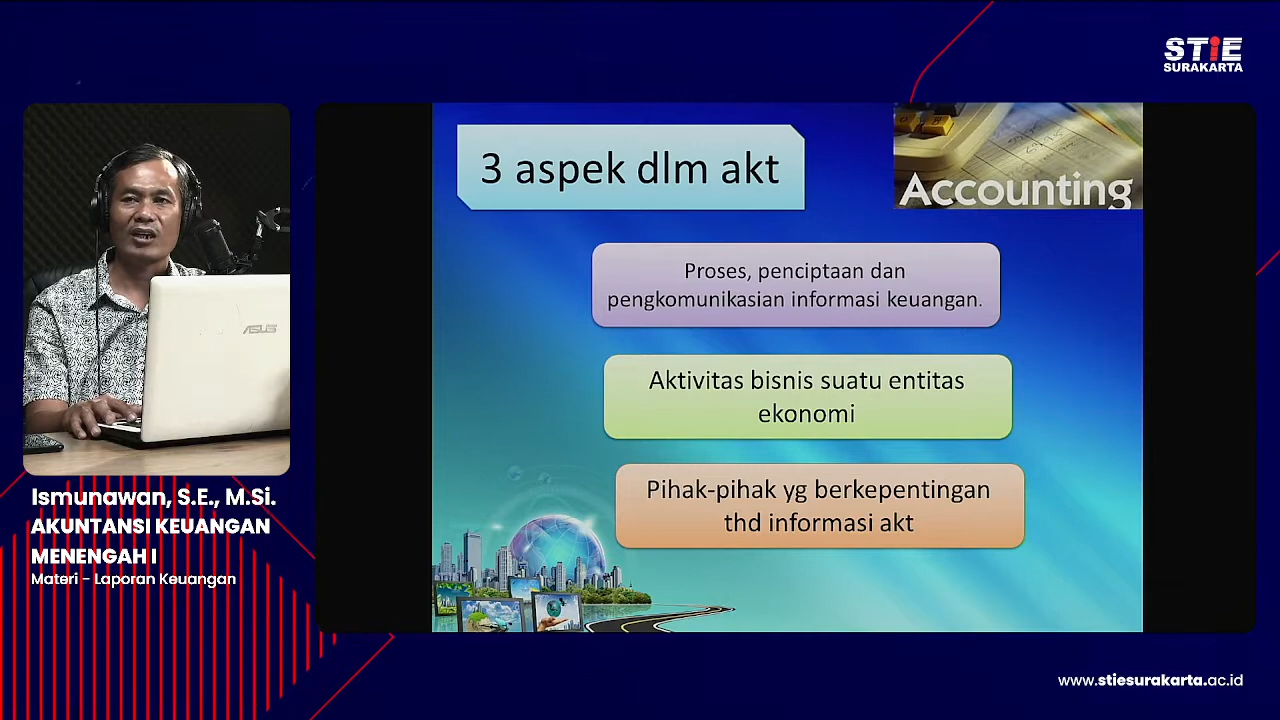 STiE
SURAKARTA
3 aspek dlm akt
Accounting
Proses, penciptaan dan
pengkomunikasian informasi keuangan.
Aktivitas bisnis suatu entitas
ekonomi
Pihak-pihak yg berkepentingan
thd informasi akt
ASUS
Ismunawan, S.E., M.Si.
AKUNTANSI KEUANGAN
MENENGAH I
Materi - Laporan Keuangan
www.stiesurakarta.ac.id